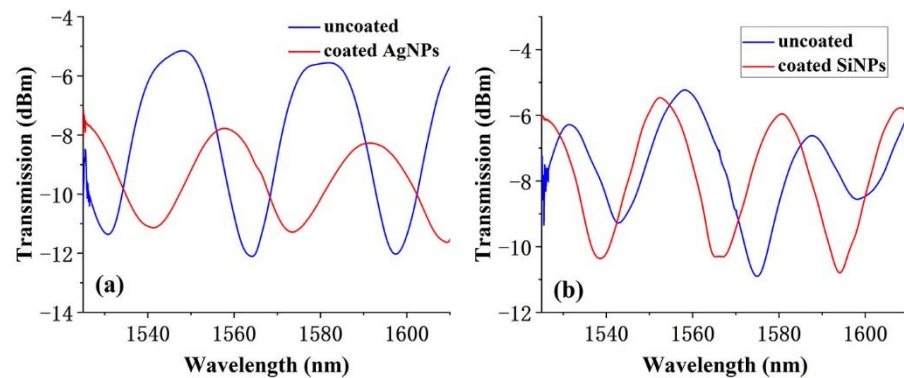 −4
−6
−8
−10
−12
−14
Transmission (dBm)
uncoated
coated AgNPs
(a)
1540
1560
1580
1600
Wavelength (nm)
−4
−6
−8
−10
−12
Transmission (dBm)
uncoated
coated SiNPs
(b)
1540
1560
1580
1600
Wavelength (nm)